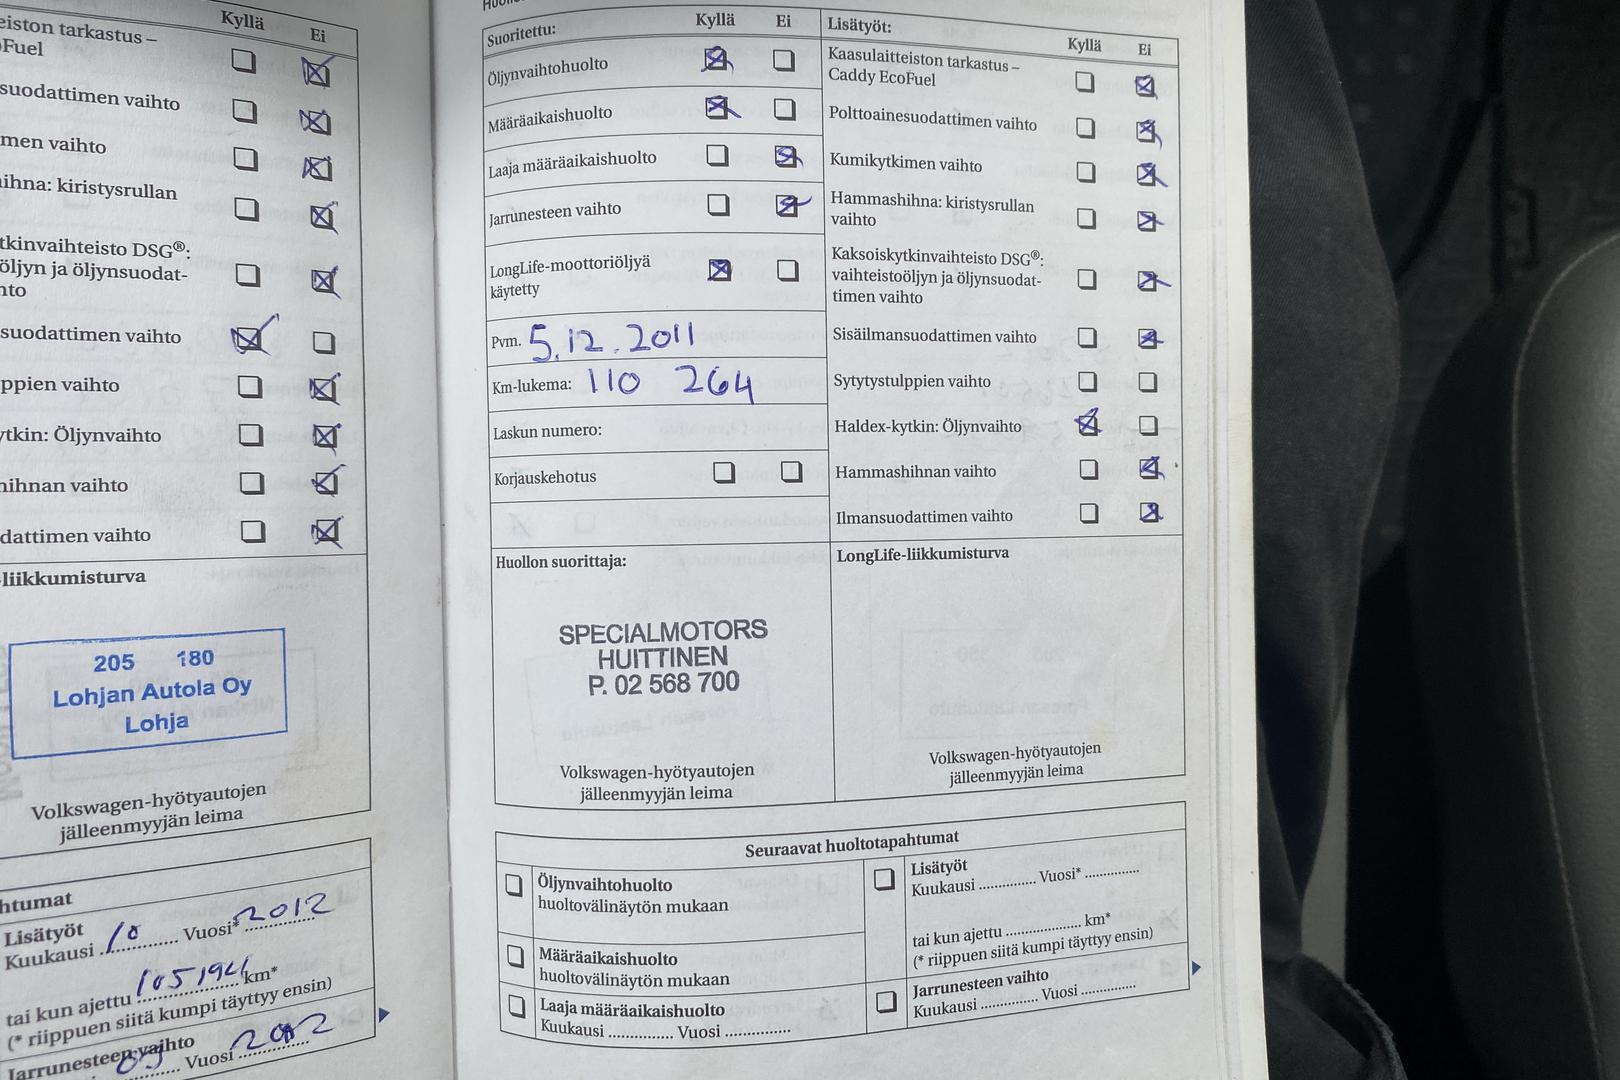 Kyllä Ei
eiston tarkastus –
Fuel
suodattimen vaihto
men vaihto
ihna: kiristysrullan
tkinvaihteisto DSG®:
öljyn ja öljynsuodat-
suodattimen vaihto
ppien vaihto
ytkin: Öljynvaihto
nihnan vaihto
dattimen vaihto
-liikkumisturva
205 180
Lohjan Autola Oy
Lohja
Volkswagen-hyötyautojen
jälleenmyyjän leima
htumat
Lisätyöt
Kuukausi 10 Vuosi* 2012
tai kun ajettu 105194 km*
(* riippuen siitä kumpi täyttyy ensin)
Jarrunesteen vaihto
09 Vuosi 2012
Suoritettu: Kyllä Ei
Öljynvaihtohuolto
Määräaikaishuolto
Laaja määräaikaishuolto
Jarrunesteen vaihto
LongLife-moottoriöljyä
käytetty
Pvm. 5.12.2011
Km-lukema: 110 264
Laskun numero:
Korjauskehotus
Huollon suorittaja:
SPECIALMOTORS
HUITTINEN
P. 02 568 700
Volkswagen-hyötyautojen
jälleenmyyjän leima
Lisätyöt: Kyllä Ei
Kaasulaitteiston tarkastus –
Caddy EcoFuel
Polttoainesuodattimen vaihto
Kumikytkimen vaihto
Hammashihna: kiristysrullan
vaihto
Kaksoiskytkinvaihteisto DSG®:
vaihteistoöljyn ja öljynsuodat-
timen vaihto
Sisäilmansuodattimen vaihto
Sytytystulppien vaihto
Haldex-kytkin: Öljynvaihto
Hammashihnan vaihto
Ilmansuodattimen vaihto
LongLife-liikkumisturva
Volkswagen-hyötyautojen
jälleenmyyjän leima
Seuraavat huoltotapahtumat
Öljynvaihtohuolto
huoltovälinäytön mukaan
Määräaikaishuolto
huoltovälinäytön mukaan
Laaja määräaikaishuolto
Kuukausi ............... Vuosi ...............
Lisätyöt
Kuukausi ............. Vuosi* .............
tai kun ajettu .................. km*
(* riippuen siitä kumpi täyttyy ensin)
Jarrunesteen vaihto
Kuukausi ............. Vuosi .............